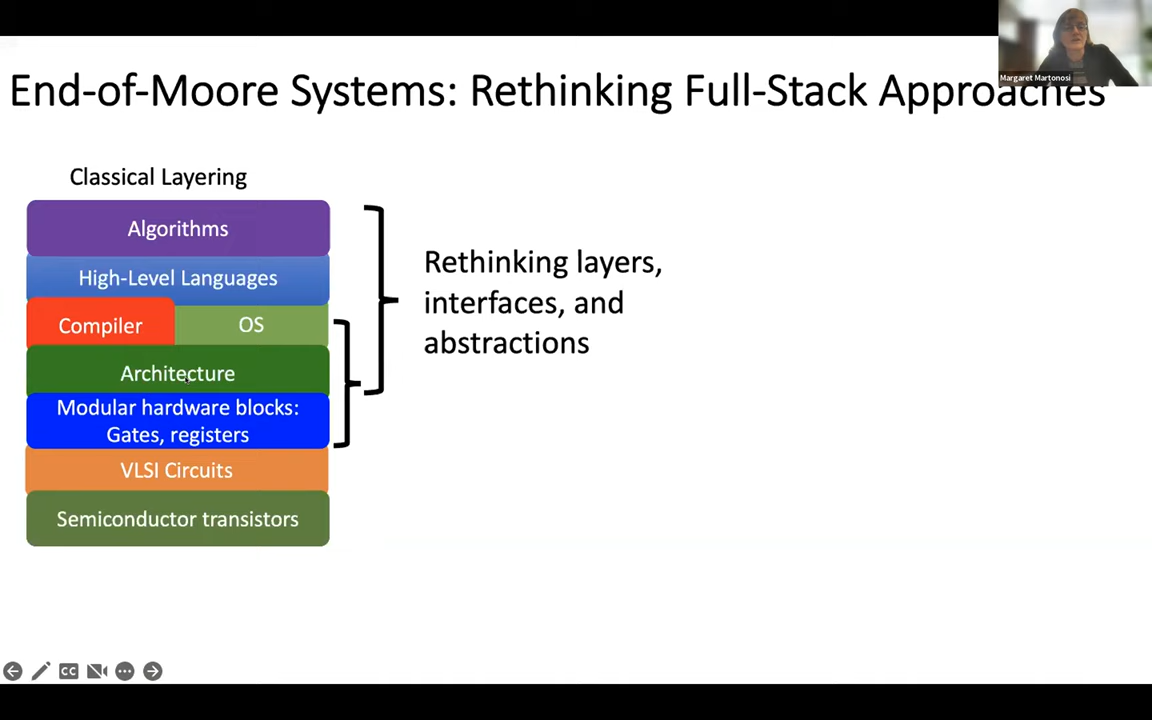 Margaret Martonosi
End-of-Moore Systems: Rethinking Full-Stack Approaches
Classical Layering
Algorithms
High-Level Languages
Compiler
OS
Architecture
Modular hardware blocks:
Gates, registers
VLSI Circuits
Semiconductor transistors
Rethinking layers,
interfaces, and
abstractions
CC